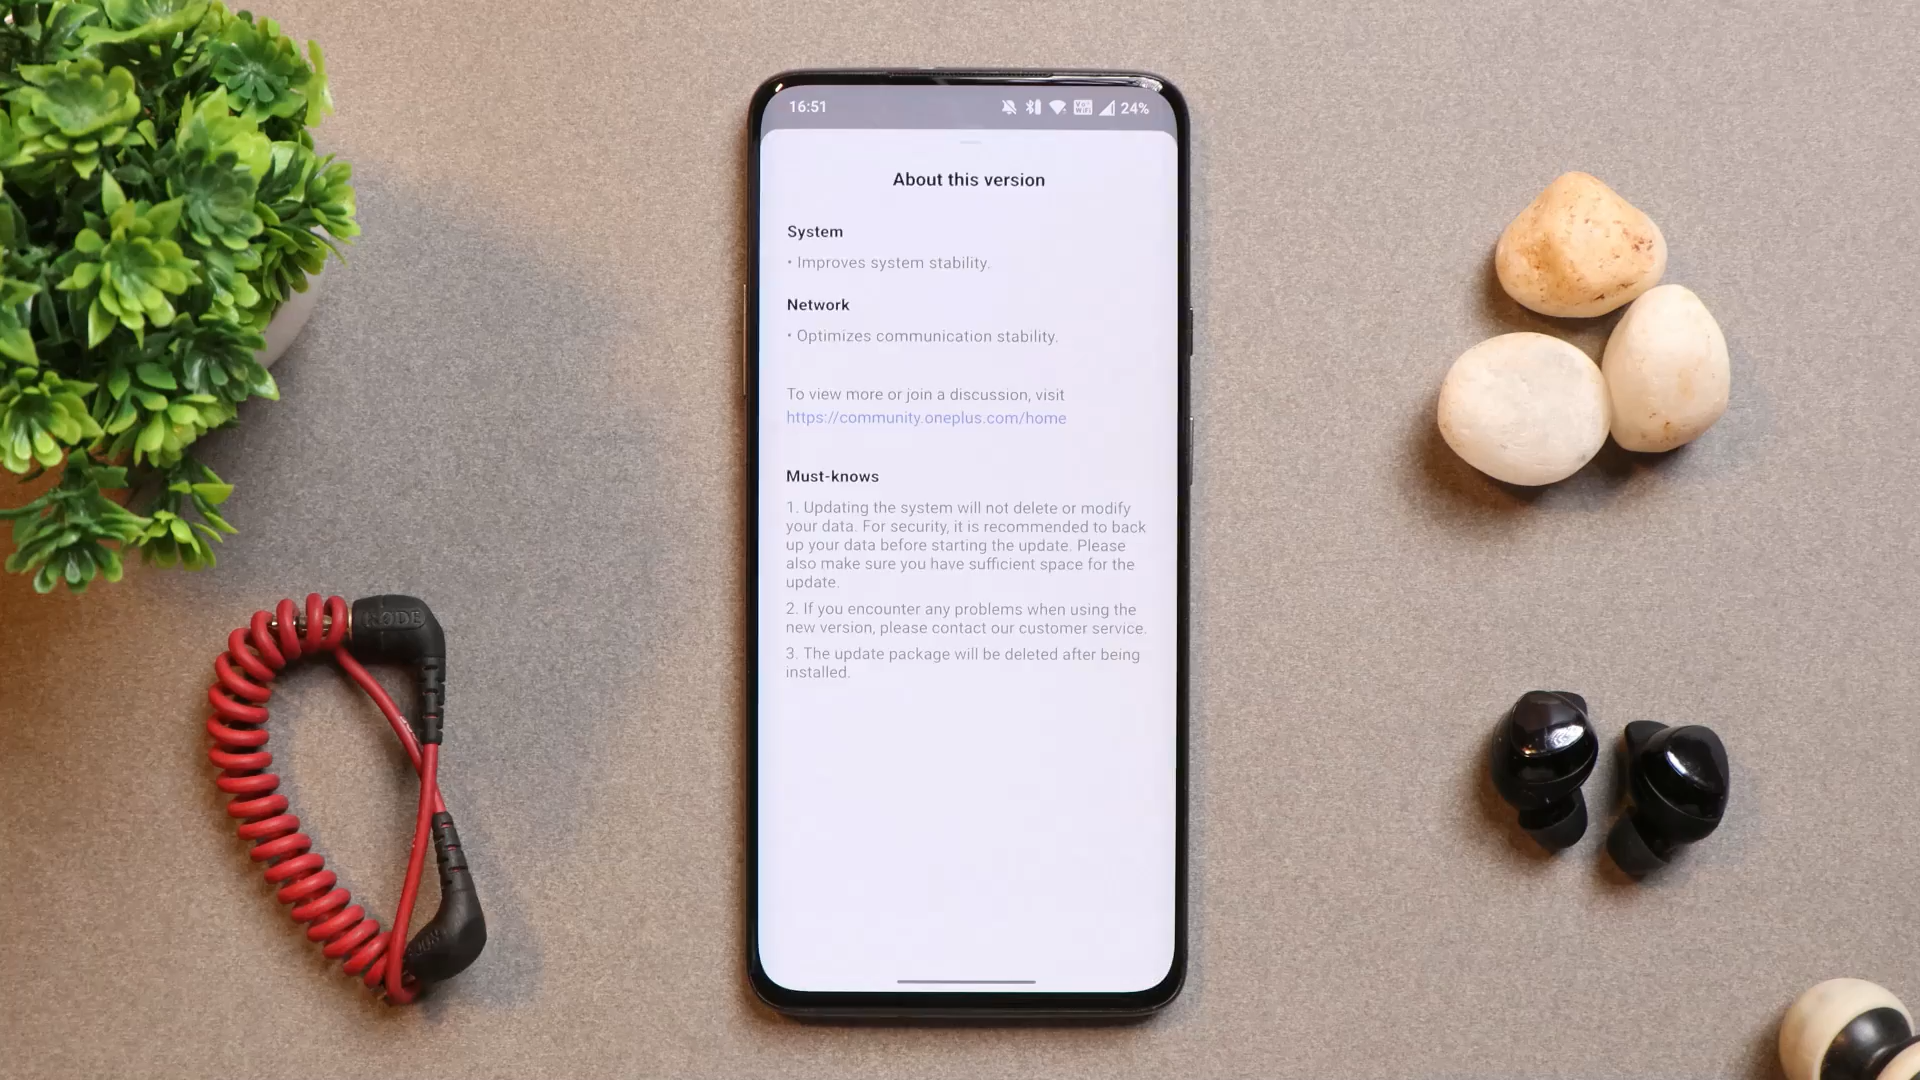 16:51
Vo WiFi 24%
About this version
System
• Improves system stability.
Network
• Optimizes communication stability.
To view more or join a discussion, visit
https://community.oneplus.com/home
Must-knows
1. Updating the system will not delete or modify
your data. For security, it is recommended to back
up your data before starting the update. Please
also make sure you have sufficient space for the
update.
2. If you encounter any problems when using the
new version, please contact our customer service.
3. The update package will be deleted after being
installed.
RODE